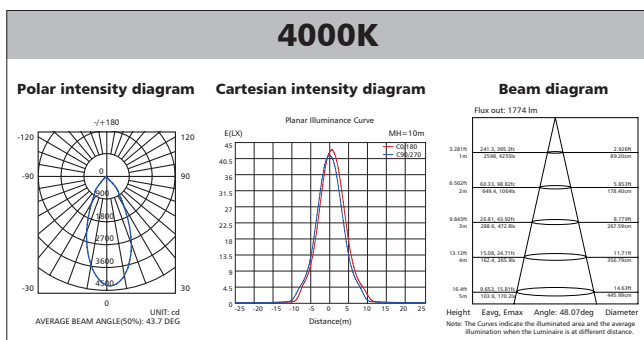 4000K
Polar intensity diagram
-/+180
-120
120
-90
90
0
900
1800
2700
3600
4500
-30
30
0
UNIT: cd
AVERAGE BEAM ANGLE(50%): 43.7 DEG
Cartesian intensity diagram
Planar Illuminance Curve
E(LX)
MH=10m
C0/180
C90/270
45
40.5
36
31.5
27
22.5
18
13.5
9
4.5
0
-25 -20 -15 -10 -5 0 5 10 15 20 25
Distance(m)
Beam diagram
Flux out: 1774 lm
3.281ft 241.3, 395.3fc 2.926ft
1m 2598, 4255lx 89.20cm
6.562ft 60.33, 98.82fc 5.853ft
2m 649.4, 1064lx 178.40cm
9.843ft 26.81, 43.92fc 8.779ft
3m 288.6, 472.8lx 267.59cm
13.12ft 15.08, 24.71fc 11.71ft
4m 162.4, 265.9lx 356.79cm
16.4ft 9.653, 15.81fc 14.63ft
5m 103.9, 170.2lx 445.99cm
Height Eavg, Emax Angle: 48.07deg Diameter
Note: The Curves indicate the illuminated area and the average
illumination when the Luminaire is at different distance.